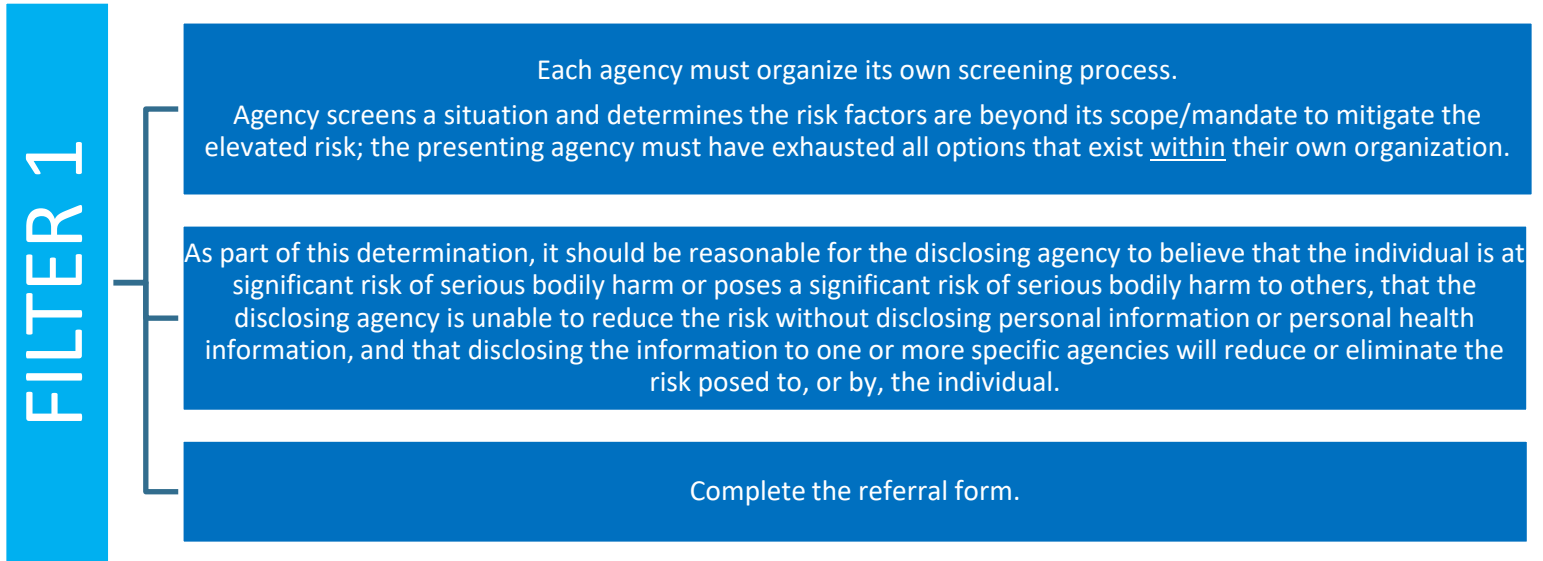 FILTER 1
Each agency must organize its own screening process.
Agency screens a situation and determines the risk factors are beyond its scope/mandate to mitigate the
elevated risk; the presenting agency must have exhausted all options that exist within their own organization.
As part of this determination, it should be reasonable for the disclosing agency to believe that the individual is at
significant risk of serious bodily harm or poses a significant risk of serious bodily harm to others, that the
disclosing agency is unable to reduce the risk without disclosing personal information or personal health
information, and that disclosing the information to one or more specific agencies will reduce or eliminate the
risk posed to, or by, the individual.
Complete the referral form.